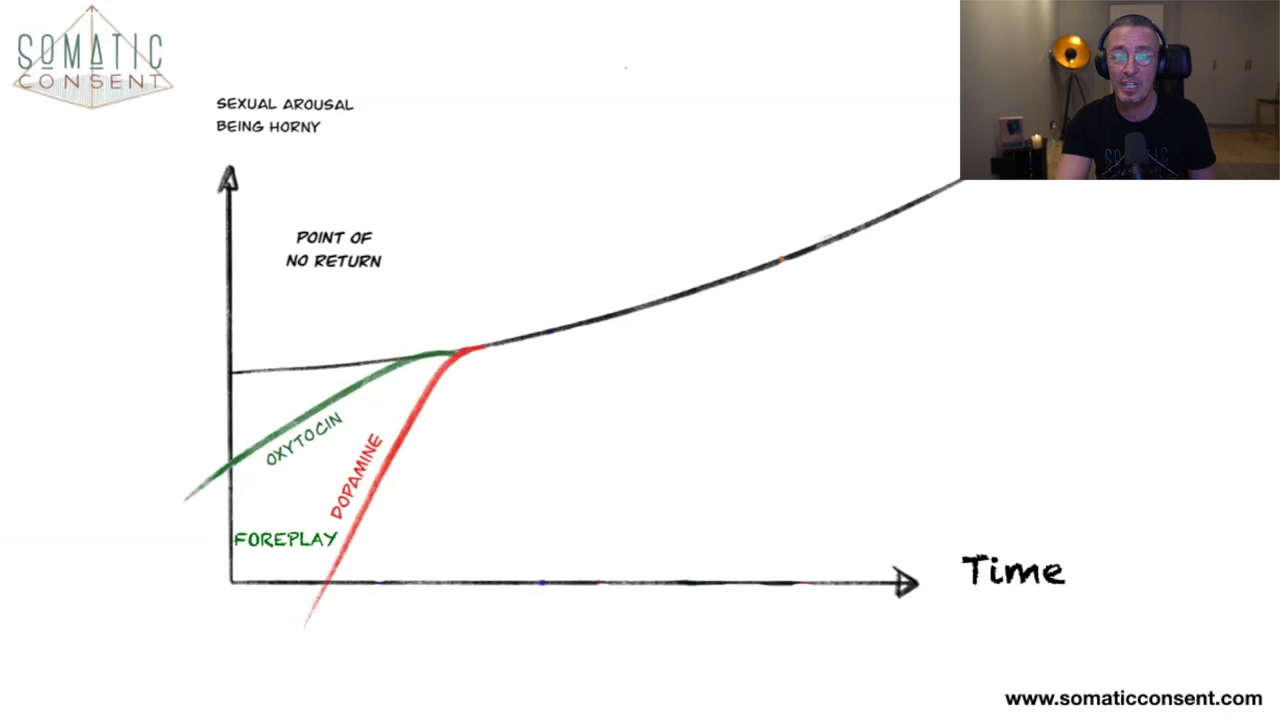 SOMATIC
CONSENT
SEXUAL AROUSAL
BEING HORNY
POINT OF
NO RETURN
OXYTOCIN
DOPAMINE
FOREPLAY
Time
www.somaticconsent.com